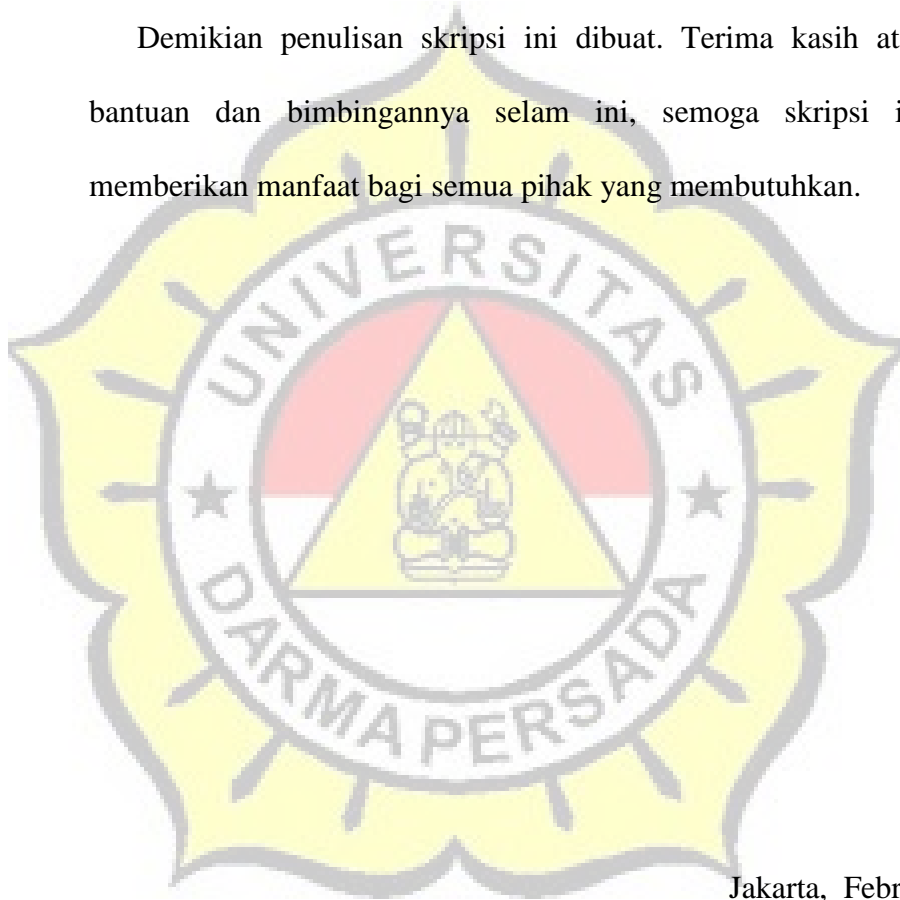 Demikian penulisan skripsi ini dibuat. Terima kasih at
bantuan dan bimbingannya selam ini, semoga skripsi i
memberikan manfaat bagi semua pihak yang membutuhkan.
UNIVERSITAS
DARMA PERSADA
Jakarta, Febr